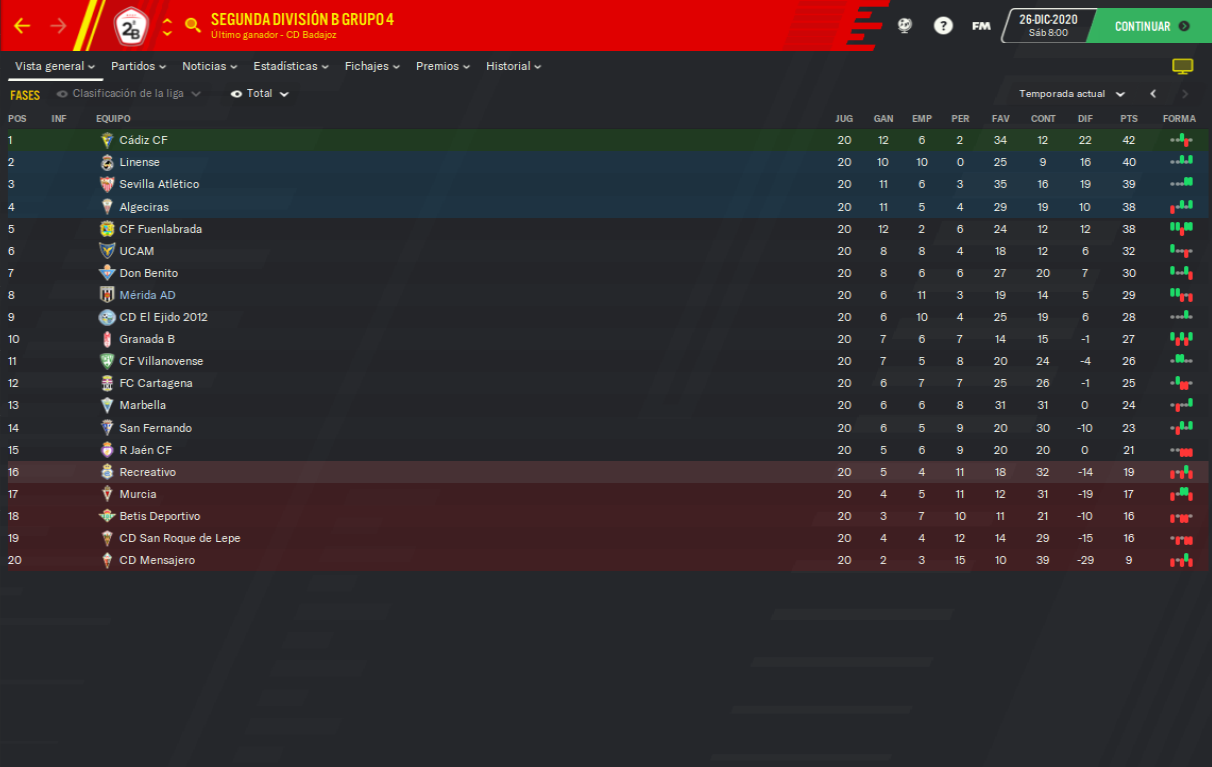 SEGUNDA DIVISIÓN B GRUPO 4
Último ganador - CD Badajoz
2ªB
?
FM
26-DIC-2020
Sáb 8:00
CONTINUAR
Vista general Partidos Noticias Estadísticas Fichajes Premios Historial
FASES Clasificación de la liga Total Temporada actual
POS INF EQUIPO JUG GAN EMP PER FAV CONT DIF PTS FORMA
1 Cádiz CF 20 12 6 2 34 12 22 42
2 Linense 20 10 10 0 25 9 16 40
3 Sevilla Atlético 20 11 6 3 35 16 19 39
4 Algeciras 20 11 5 4 29 19 10 38
5 CF Fuenlabrada 20 12 2 6 24 12 12 38
6 UCAM 20 8 8 4 18 12 6 32
7 Don Benito 20 8 6 6 27 20 7 30
8 Mérida AD 20 6 11 3 19 14 5 29
9 CD El Ejido 2012 20 6 10 4 25 19 6 28
10 Granada B 20 7 6 7 14 15 -1 27
11 CF Villanovense 20 7 5 8 20 24 -4 26
12 FC Cartagena 20 6 7 7 25 26 -1 25
13 Marbella 20 6 6 8 31 31 0 24
14 San Fernando 20 6 5 9 20 30 -10 23
15 R Jaén CF 20 5 6 9 20 20 0 21
16 Recreativo 20 5 4 11 18 32 -14 19
17 Murcia 20 4 5 11 12 31 -19 17
18 Betis Deportivo 20 3 7 10 11 21 -10 16
19 CD San Roque de Lepe 20 4 4 12 14 29 -15 16
20 CD Mensajero 20 2 3 15 10 39 -29 9